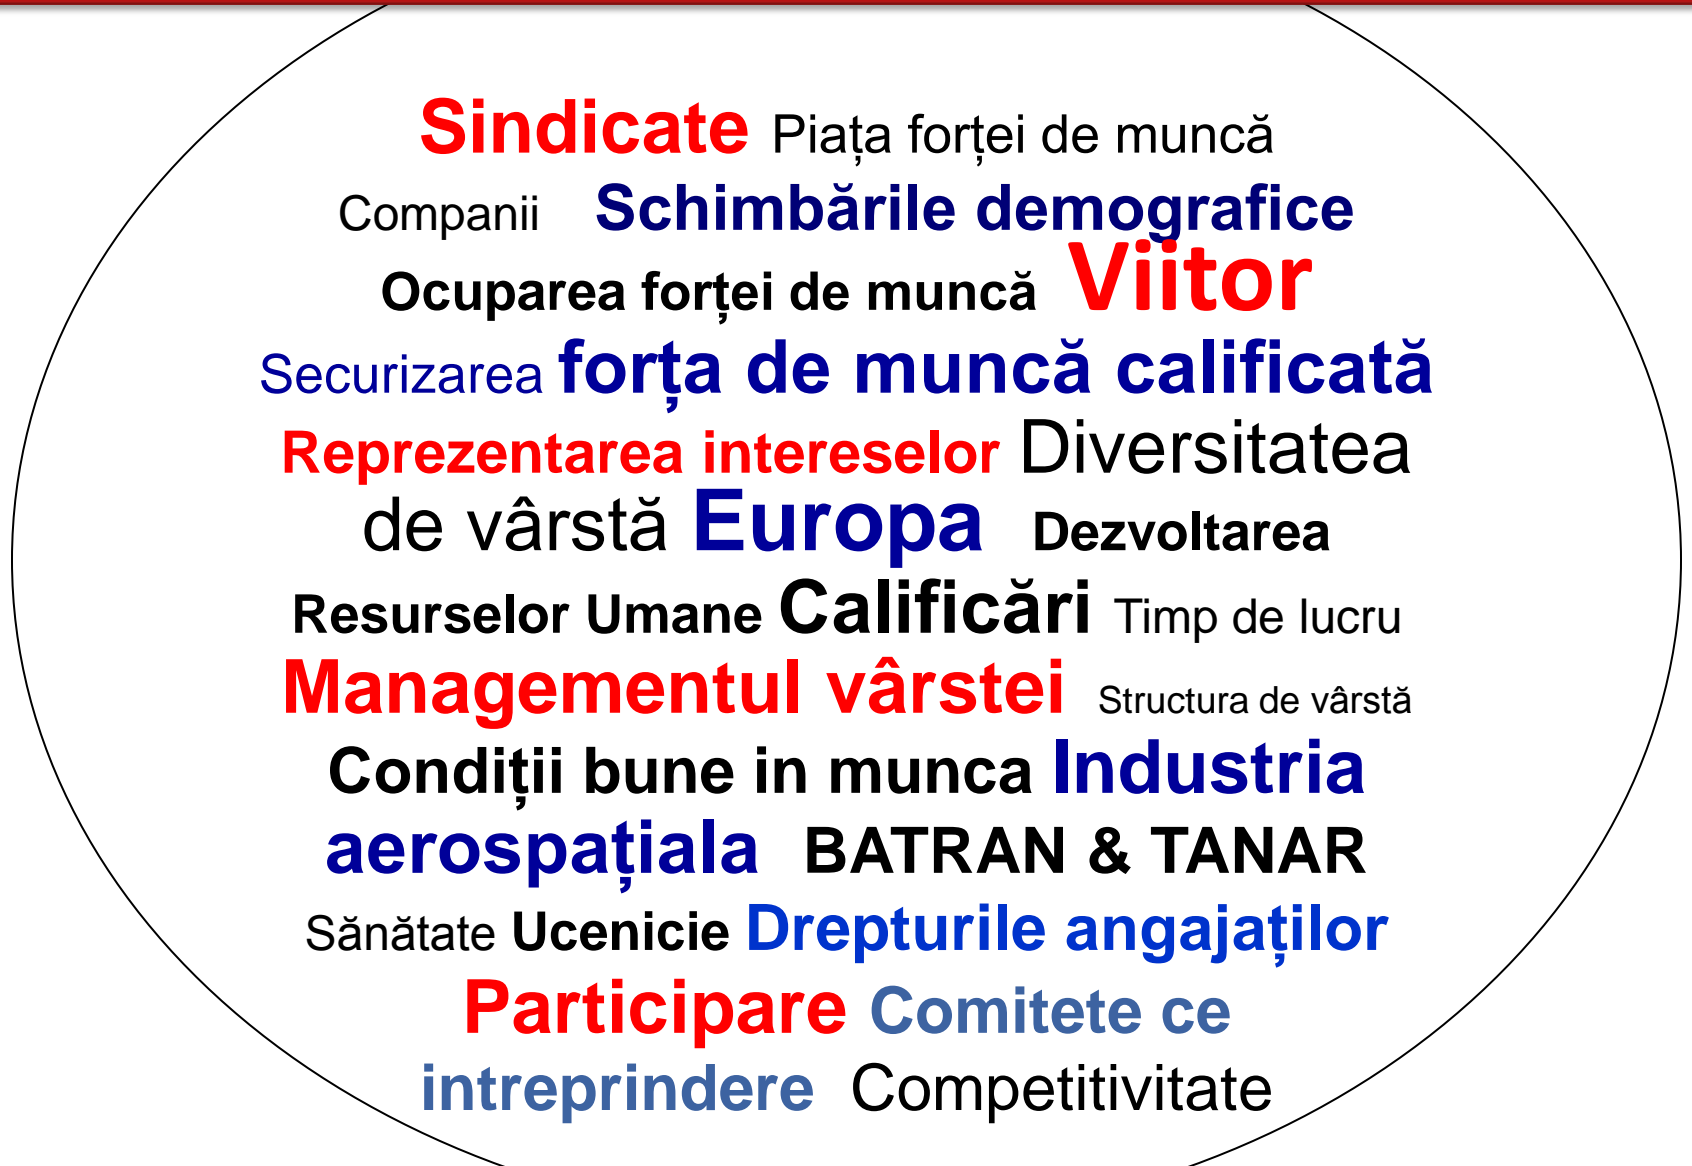 Sindicate Piața forței de muncă
Companii Schimbările demografice
Ocuparea forței de muncă Viitor
Securizarea forța de muncă calificată
Reprezentarea intereselor Diversitatea
de vârstă Europa Dezvoltarea
Resurselor Umane Calificări Timp de lucru
Managementul vârstei Structura de vârstă
Condiții bune in munca Industria
aerospațiala BATRAN & TANAR
Sănătate Ucenicie Drepturile angajaților
Participare Comitete ce
intreprindere Competitivitate